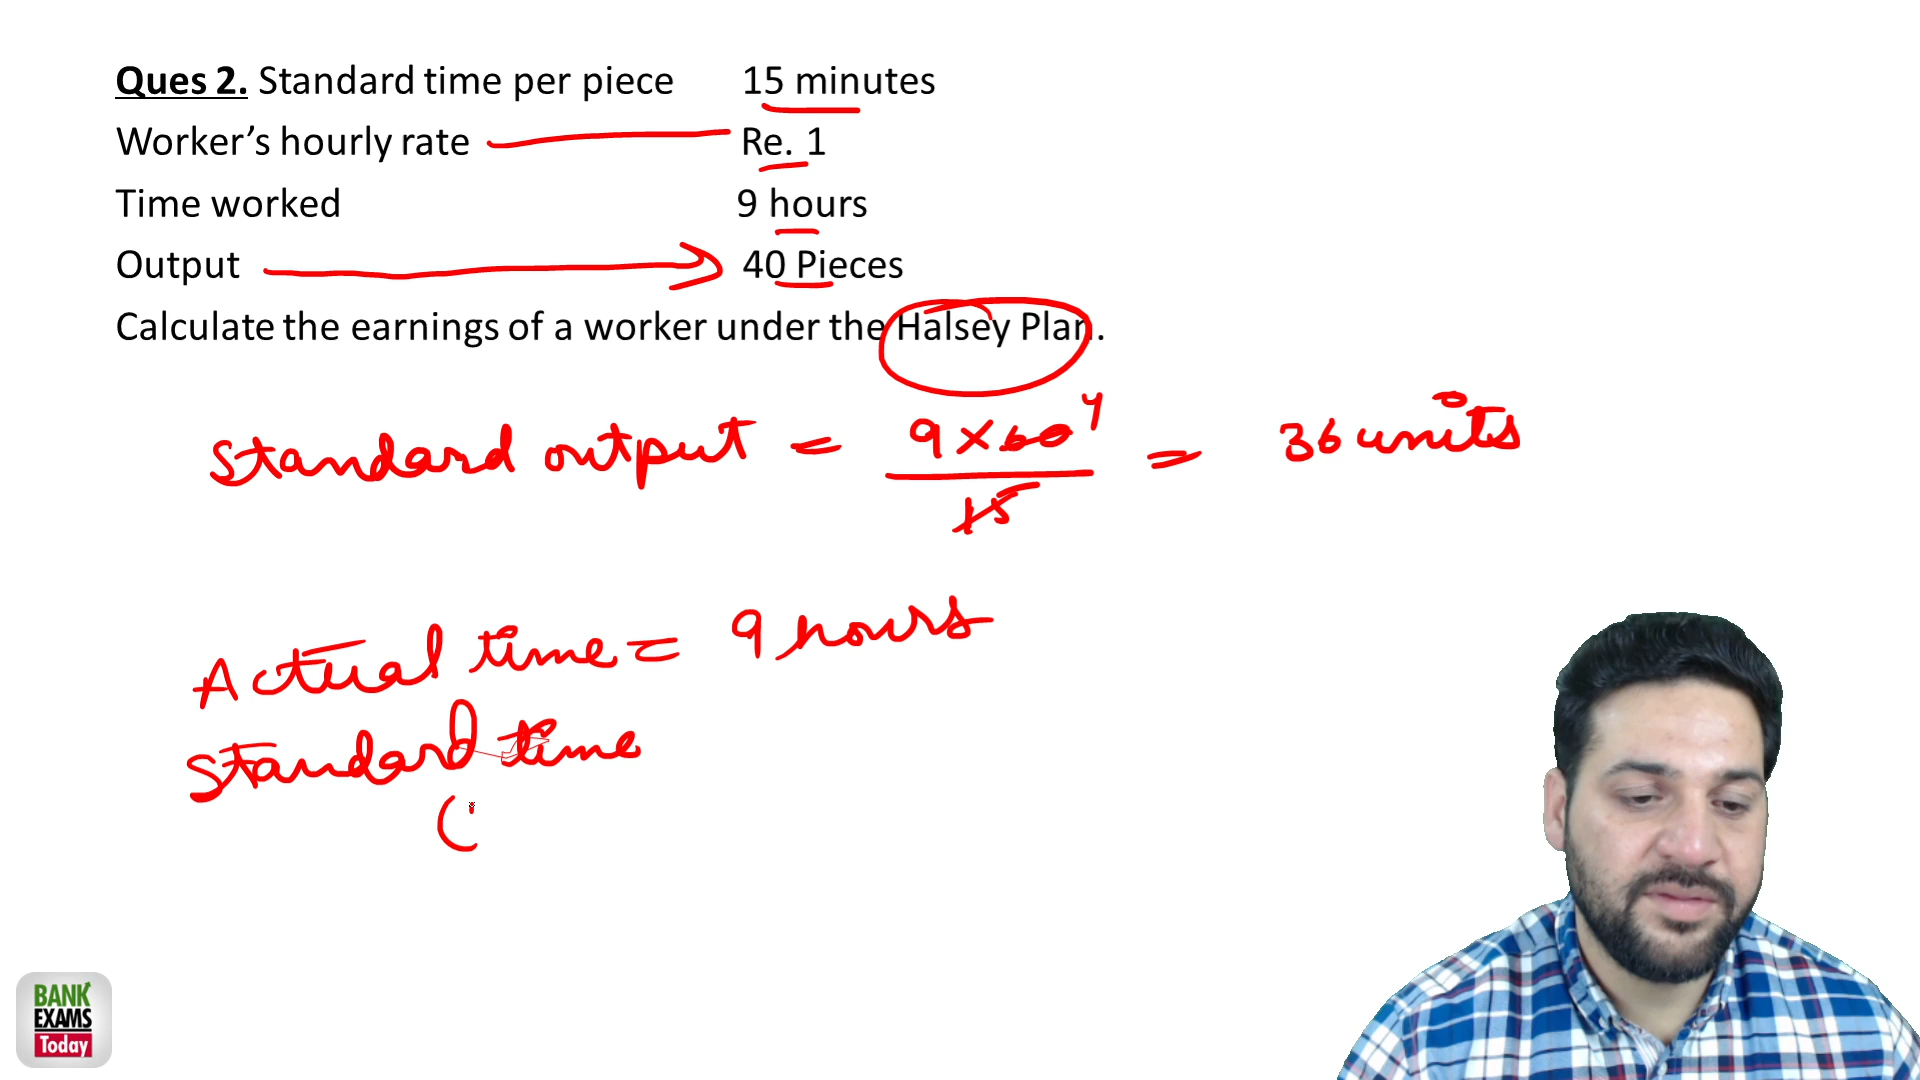 Ques 2. Standard time per piece 15 minutes
Worker's hourly rate Re. 1
Time worked 9 hours
Output 40 Pieces
Calculate the earnings of a worker under the Halsey Plan.
Standard output = 9 × 60 4 = 36 units
15
Actual time = 9 hours
Standard time
(
BANK
EXAMS
Today